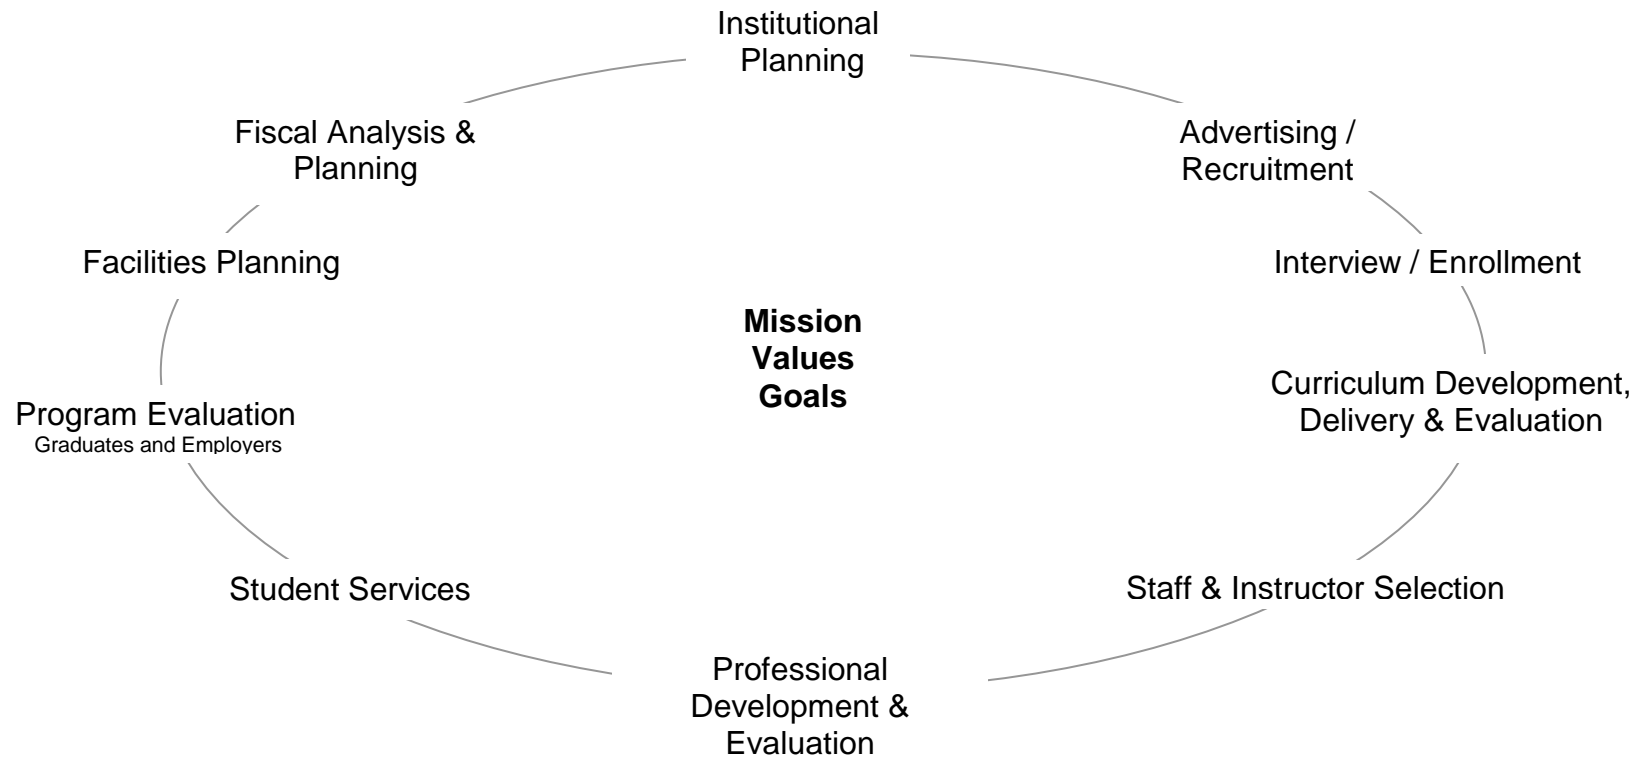 Institutional
Planning
Fiscal Analysis &
Planning
Advertising /
Recruitment
Facilities Planning
Interview / Enrollment
Mission
Values
Goals
Program Evaluation
Graduates and Employers
Curriculum Development,
Delivery & Evaluation
Student Services
Staff & Instructor Selection
Professional
Development &
Evaluation